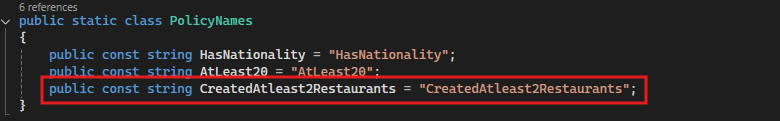 6 references
public static class PolicyNames
{
public const string HasNationality = "HasNationality";
public const string AtLeast20 = "AtLeast20";
public const string CreatedAtleast2Restaurants = "CreatedAtleast2Restaurants";
}